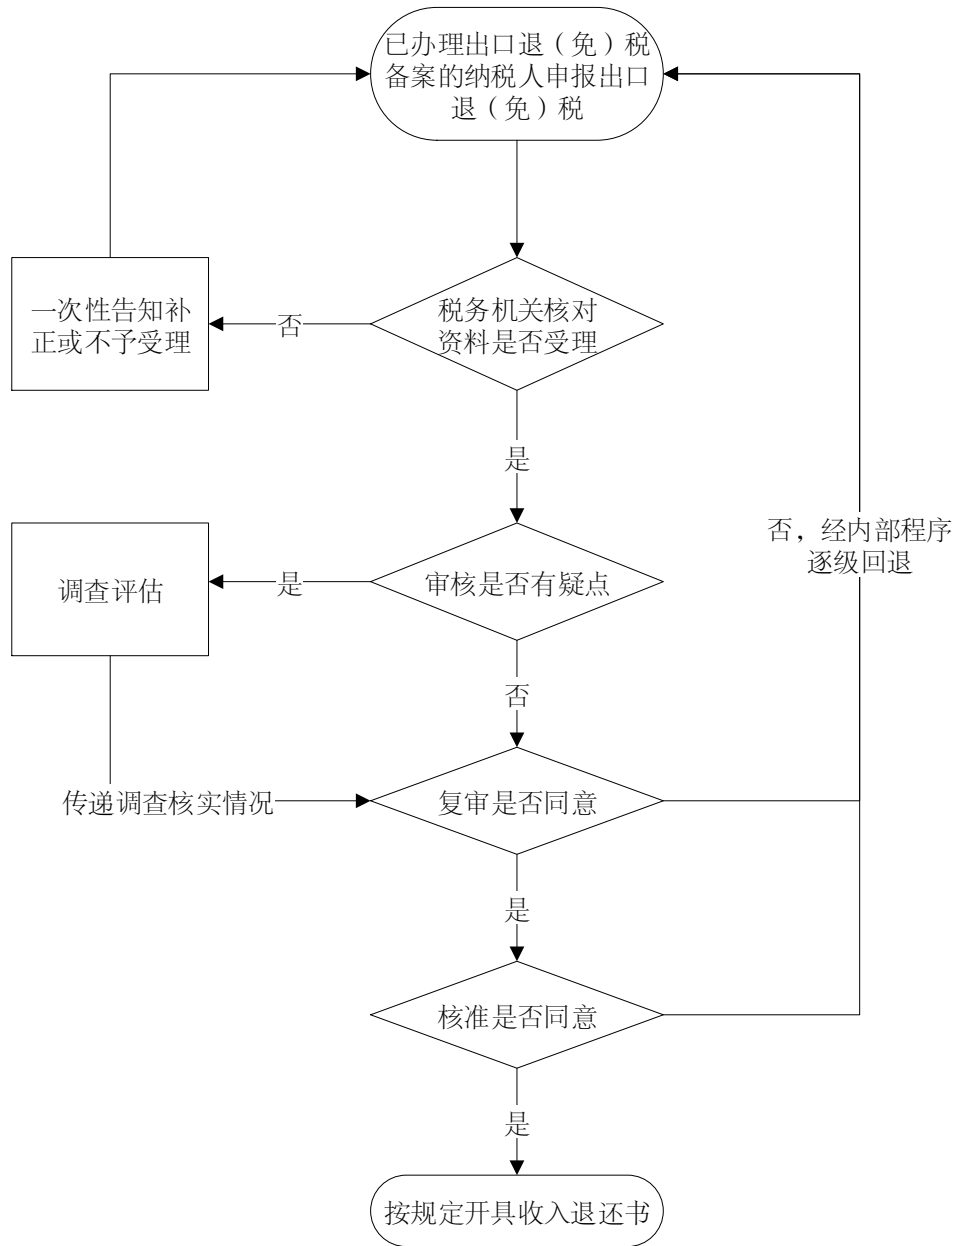 已办理出口退（免）税
备案的纳税人申报出口
退（免）税
一次性告知补
正或不予受理
否
税务机关核对
资料是否受理
是
否，经内部程序
逐级回退
调查评估
是
审核是否有疑点
否
传递调查核实情况
复审是否同意
是
核准是否同意
是
按规定开具收入退还书